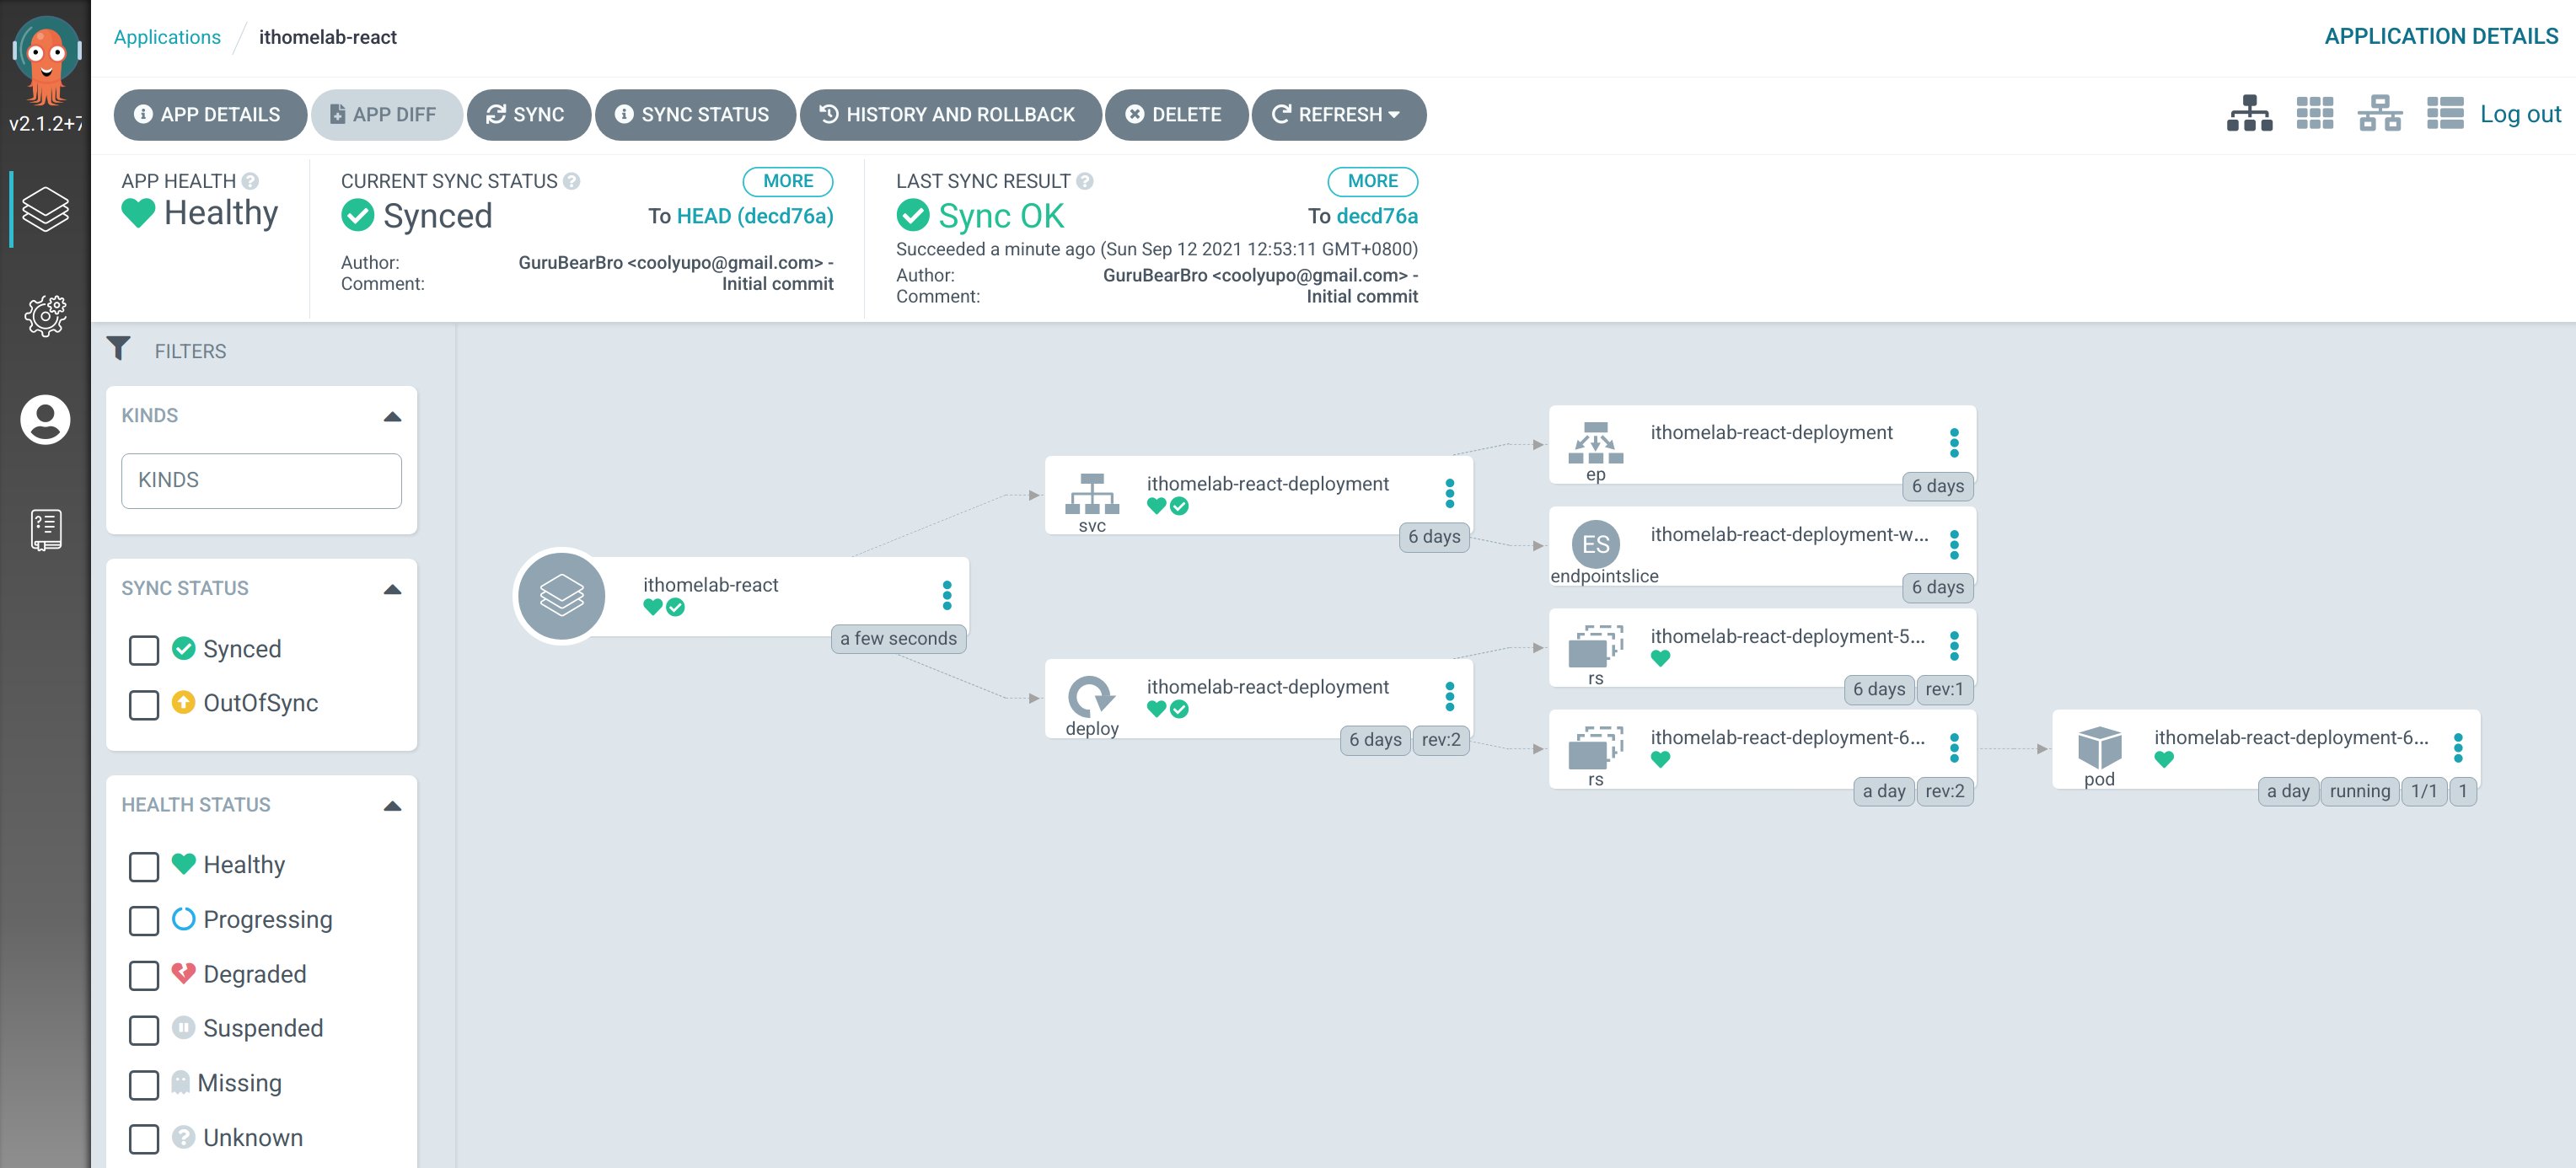 Applications / ithomelab-react
APPLICATION DETAILS
v2.1.2+7
APP DETAILS
APP DIFF
SYNC
SYNC STATUS
HISTORY AND ROLLBACK
DELETE
REFRESH
Log out
APP HEALTH
Healthy
CURRENT SYNC STATUS
MORE
Synced
To HEAD (decd76a)
Author: GuruBearBro <coolyupo@gmail.com> -
Comment: Initial commit
LAST SYNC RESULT
MORE
Sync OK
To decd76a
Succeeded a minute ago (Sun Sep 12 2021 12:53:11 GMT+0800)
Author: GuruBearBro <coolyupo@gmail.com> -
Comment: Initial commit
FILTERS
KINDS
KINDS
SYNC STATUS
Synced
OutOfSync
HEALTH STATUS
Healthy
Progressing
Degraded
Suspended
Missing
Unknown
ithomelab-react
a few seconds
ithomelab-react-deployment
svc
6 days
ithomelab-react-deployment
deploy
6 days rev:2
ithomelab-react-deployment
ep
6 days
ES
ithomelab-react-deployment-w...
endpointslice
6 days
ithomelab-react-deployment-5...
rs
6 days rev:1
ithomelab-react-deployment-6...
rs
a day rev:2
ithomelab-react-deployment-6...
pod
a day running 1/1 1